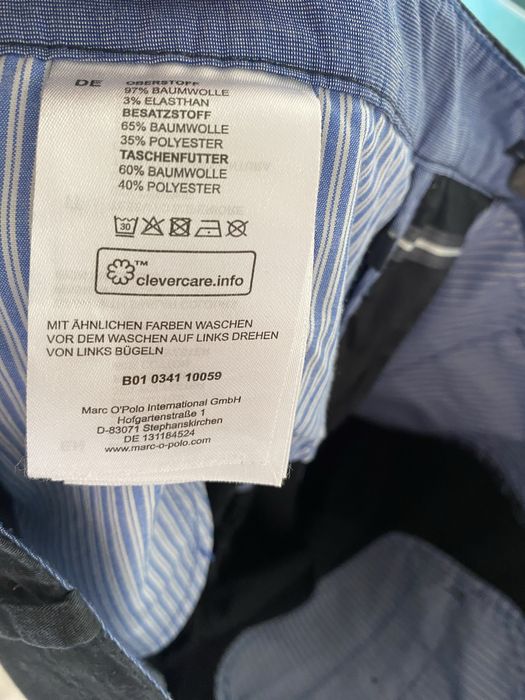 DE OBERSTOFF
97% BAUMWOLLE
3% ELASTHAN
BESATZSTOFF
65% BAUMWOLLE
35% POLYESTER
TASCHENFUTTER
60% BAUMWOLLE
40% POLYESTER
30
TM
clevercare.info
MIT ÄHNLICHEN FARBEN WASCHEN
VOR DEM WASCHEN AUF LINKS DREHEN
VON LINKS BÜGELN
B01 0341 10059
Marc O'Polo International GmbH
Hofgartenstraße 1
D-83071 Stephanskirchen
DE 131184524
www.marc-o-polo.com